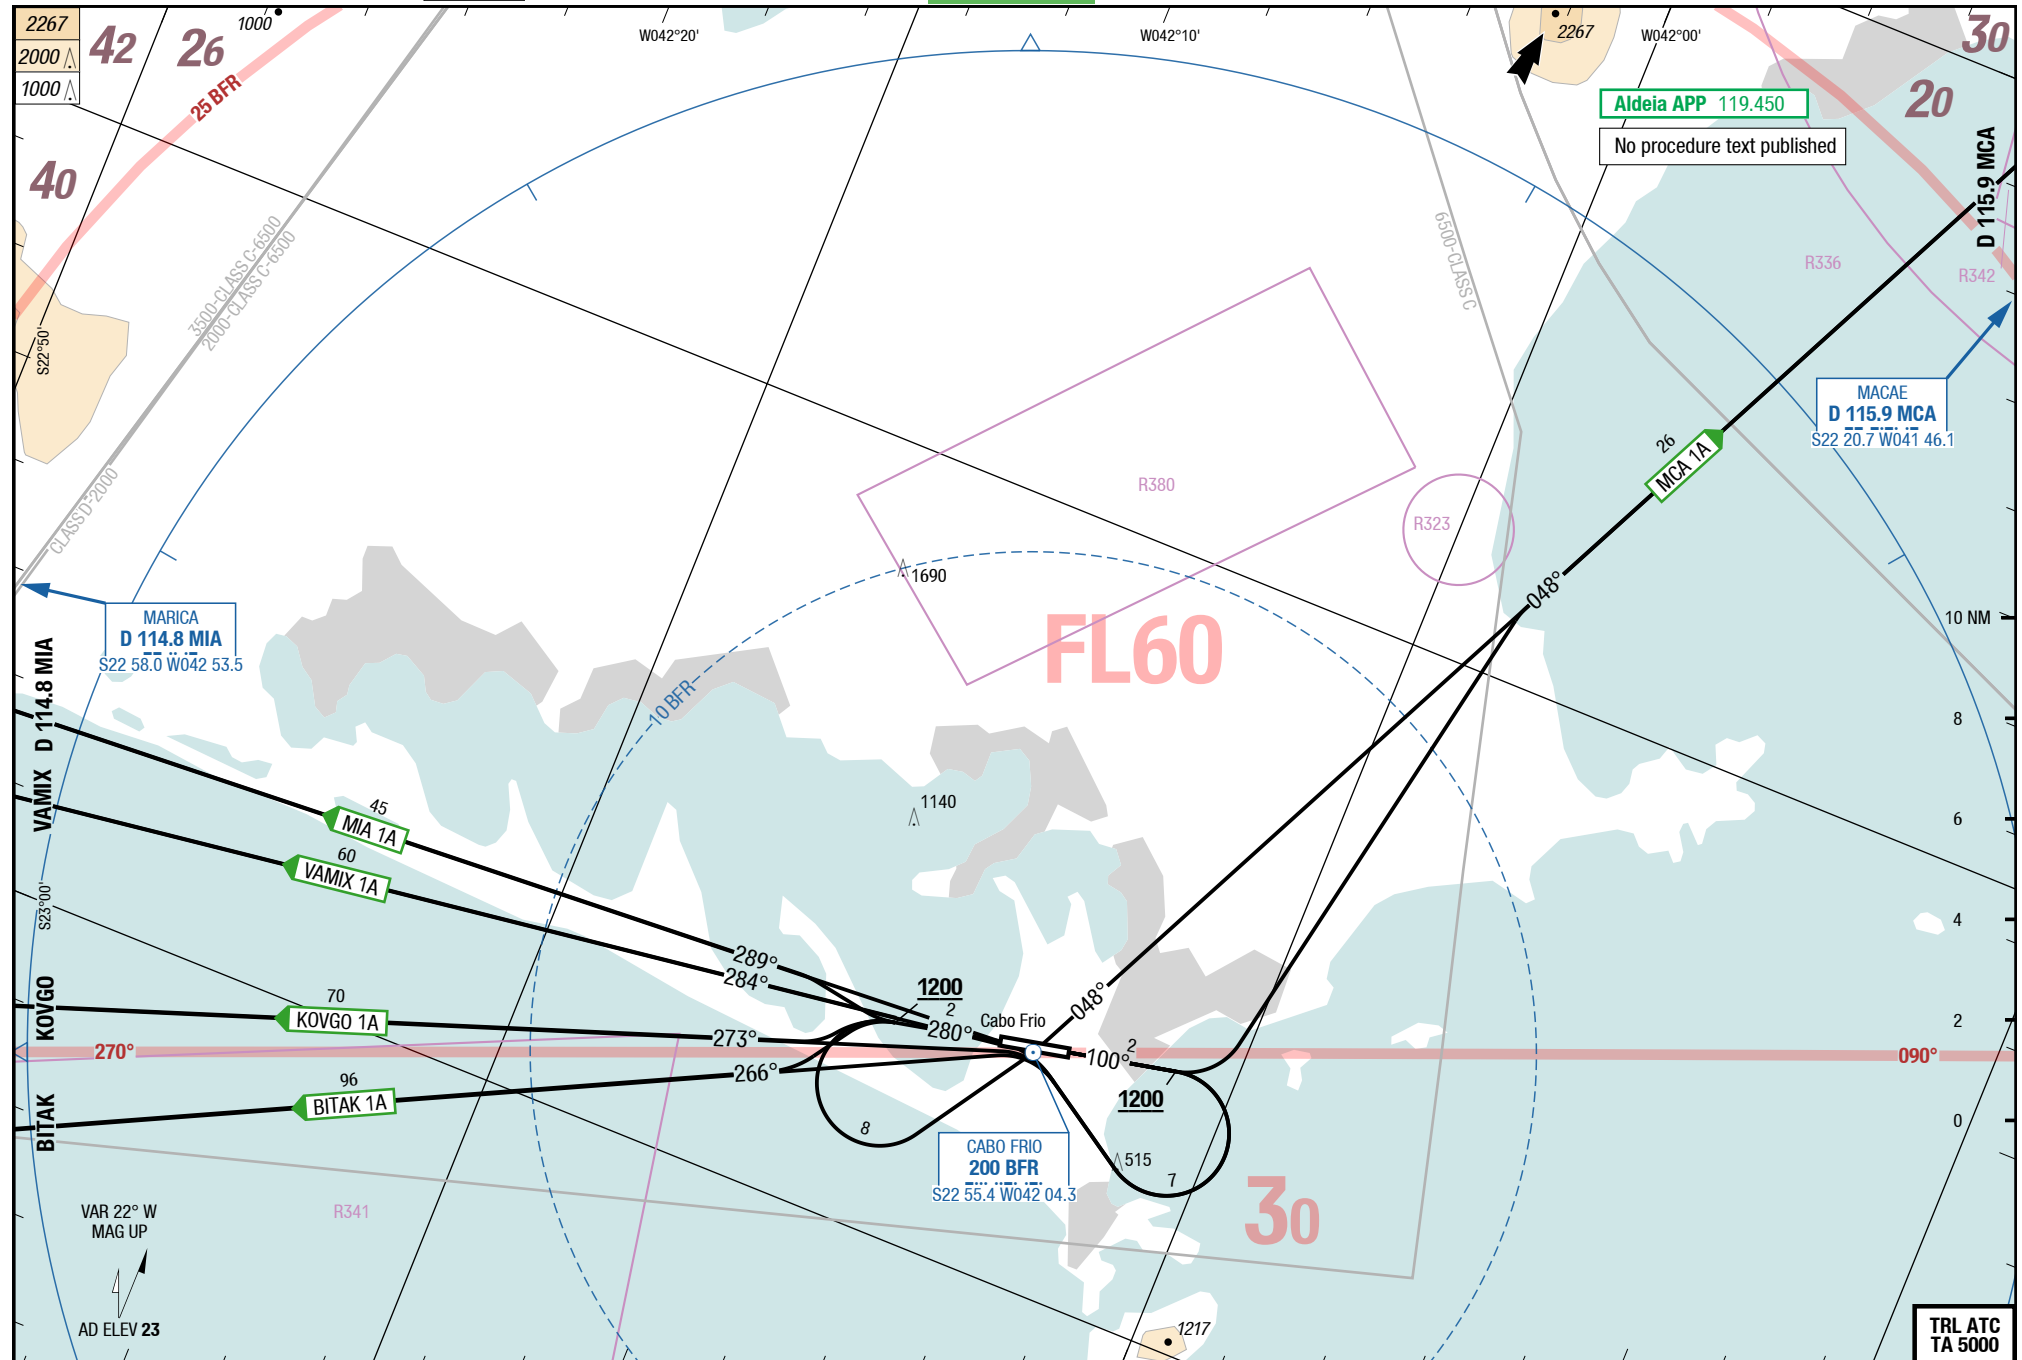 2267
2000
1000
42
26
1000
25 BFR
40
W042°20'
W042°10'
2267
W042°00'
30
20
Aldeia APP 119.450
No procedure text published
D 115.9 MCA
3500-CLASS C-6500
2000-CLASS C-6500
6500-CLASS C
R336
R342
S22°50'
MACAE
D 115.9 MCA
S22 20.7 W041 46.1
26
MCA 1A
CLASS D-2000
R380
R323
1690
048°
MARICA
D 114.8 MIA
S22 58.0 W042 53.5
FL60
10 NM
D 114.8 MIA
10 BFR
8
VAMIX
45
MIA 1A
1140
6
60
VAMIX 1A
S23°00'
4
289°
284°
1200
2
280°
Cabo Frio
048°
KOVGO
70
KOVGO 1A
273°
2
100°
2
270°
090°
96
BITAK 1A
266°
1200
BITAK
8
0
CABO FRIO
200 BFR
S22 55.4 W042 04.3
515
7
30
R341
VAR 22° W
MAG UP
AD ELEV 23
1217
TRL ATC
TA 5000